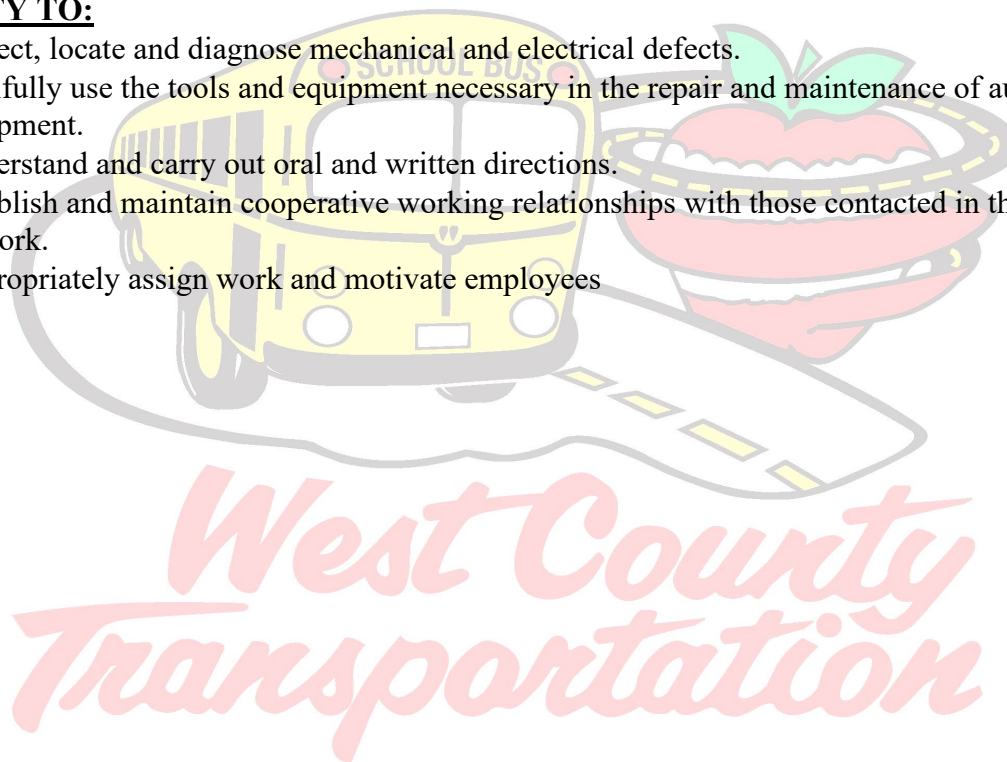 TY TO:
ect, locate and diagnose mechanical and electrical defects.
fully use the tools and equipment necessary in the repair and maintenance of au
pment.
erstand and carry out oral and written directions.
blish and maintain cooperative working relationships with those contacted in th
ork.
ropriately assign work and motivate employees
SCHOOL BUS
West County
Transportation